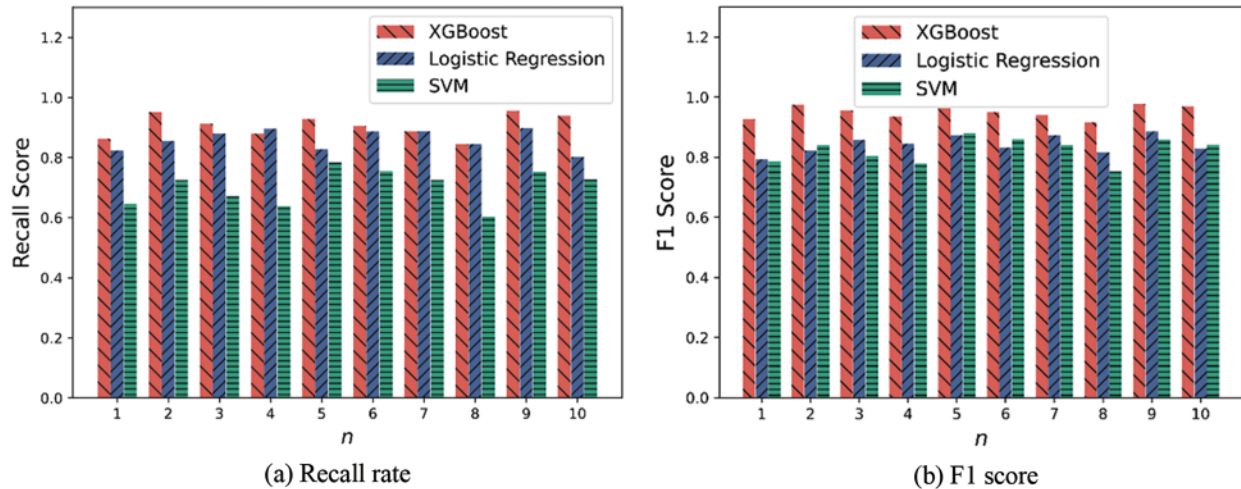 XGBoost
Logistic Regression
SVM
Recall Score
1.2
1.0
0.8
0.6
0.4
0.2
0.0
1 2 3 4 5 6 7 8 9 10
n
(a) Recall rate
XGBoost
Logistic Regression
SVM
F1 Score
1.2
1.0
0.8
0.6
0.4
0.2
0.0
1 2 3 4 5 6 7 8 9 10
n
(b) F1 score